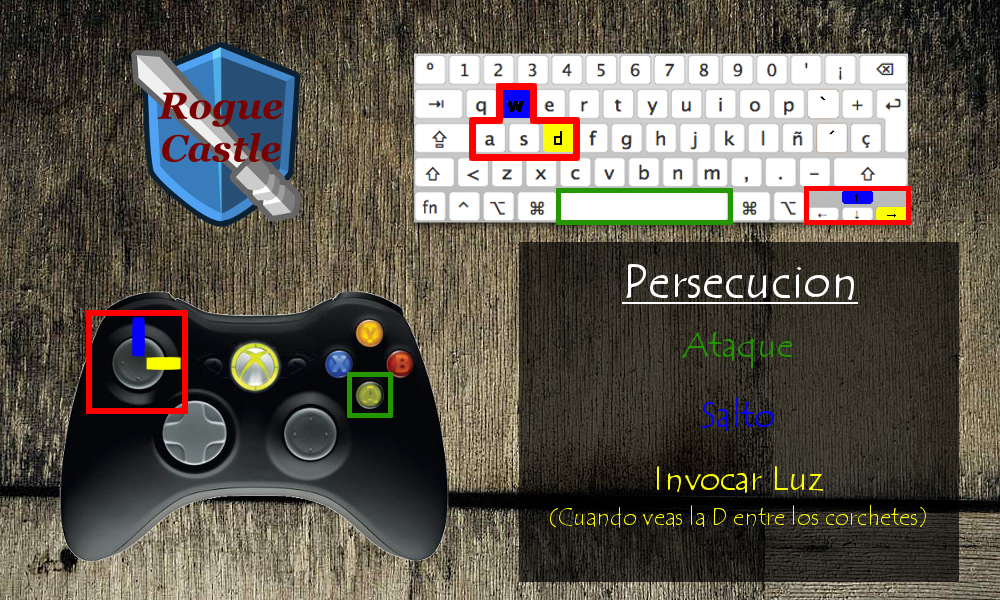 Rogue
Castle
º 1 2 3 4 5 6 7 8 9 0 ' ¡
q w e r t y u i o p ` +
a s d f g h j k l ñ ´ ç
< z x c v b n m , . -
fn ^ ⌥ ⌘ ⌘ ⌥ ← ↑ ↓ →
Y
X B
A
Persecucion
Ataque
Salto
Invocar Luz
(Cuando veas la D entre los corchetes)